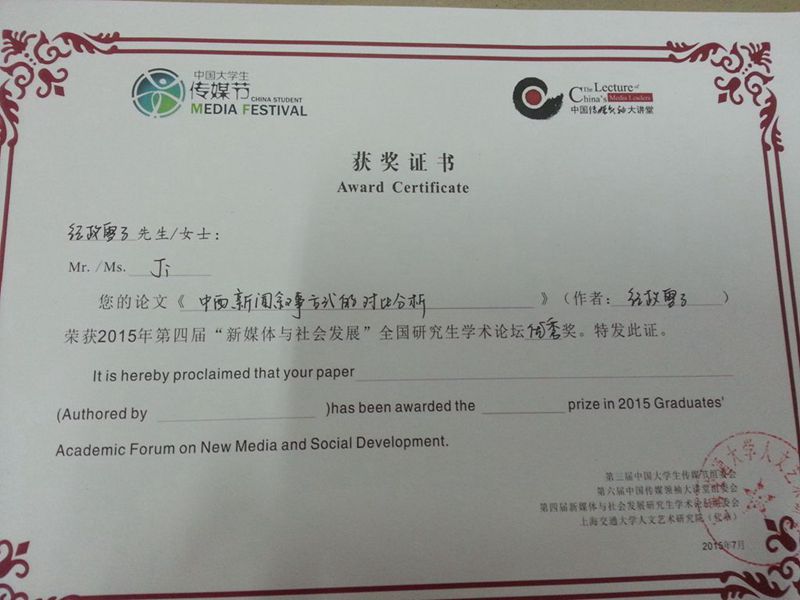 中国大学生
传媒节
CHINA STUDENT
MEDIA FESTIVAL
The Lecture of
China's Media Leaders
中国传媒领袖大讲堂
获奖证书
Award Certificate
先生/女士：
Mr. /Ms. Ji
您的论文《中西新闻叙事方式的对比分析》（作者：）
荣获2015年第四届“新媒体与社会发展”全国研究生学术论坛优秀奖。特发此证。
It is hereby proclaimed that your paper
(Authored by )has been awarded the prize in 2015 Graduates'
Academic Forum on New Media and Social Development.
第三届中国大学生传媒节组委会
第六届中国传媒领袖大讲堂组委会
第四届新媒体与社会发展研究生学术论坛组委会
上海交通大学人文艺术研究院（代章）
2015年7月